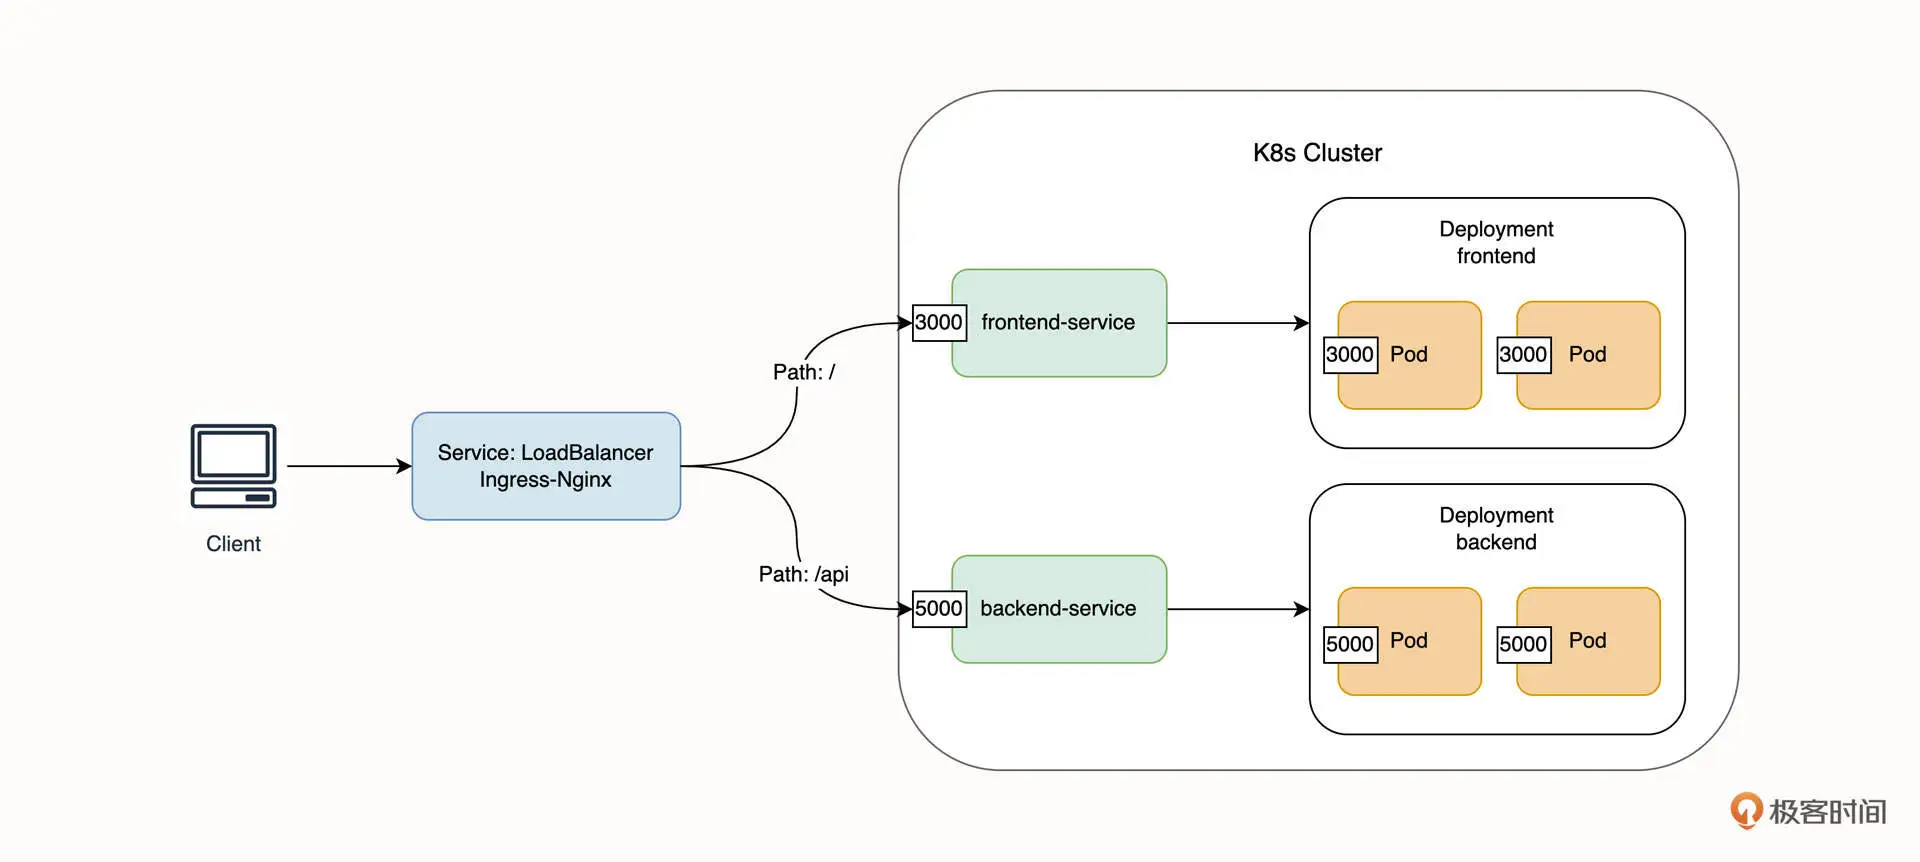 K8s Cluster
Deployment
frontend
3000
frontend-service
3000
Pod
3000
Pod
Path: /
Service: LoadBalancer
Ingress-Nginx
Client
Path: /api
Deployment
backend
5000
backend-service
5000
Pod
5000
Pod
极客时间